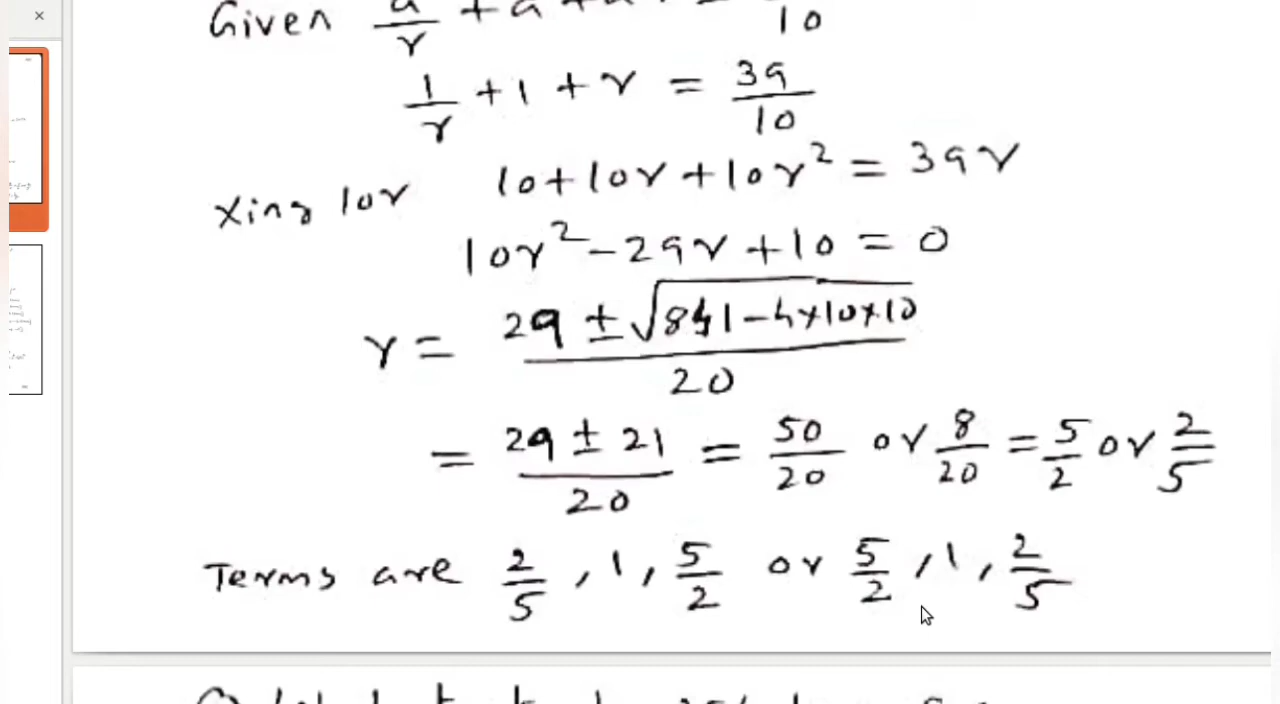 Given a/r + a + a = /10
1/r + 1 + r = 39/10
Xing 10r 10 + 10r + 10r² = 39r
10r² - 29r + 10 = 0
r = 29 ± √841 - 4×10×10 / 20
= 29 ± 21 / 20 = 50/20 or 8/20 = 5/2 or 2/5
Terms are 2/5, 1, 5/2 or 5/2, 1, 2/5